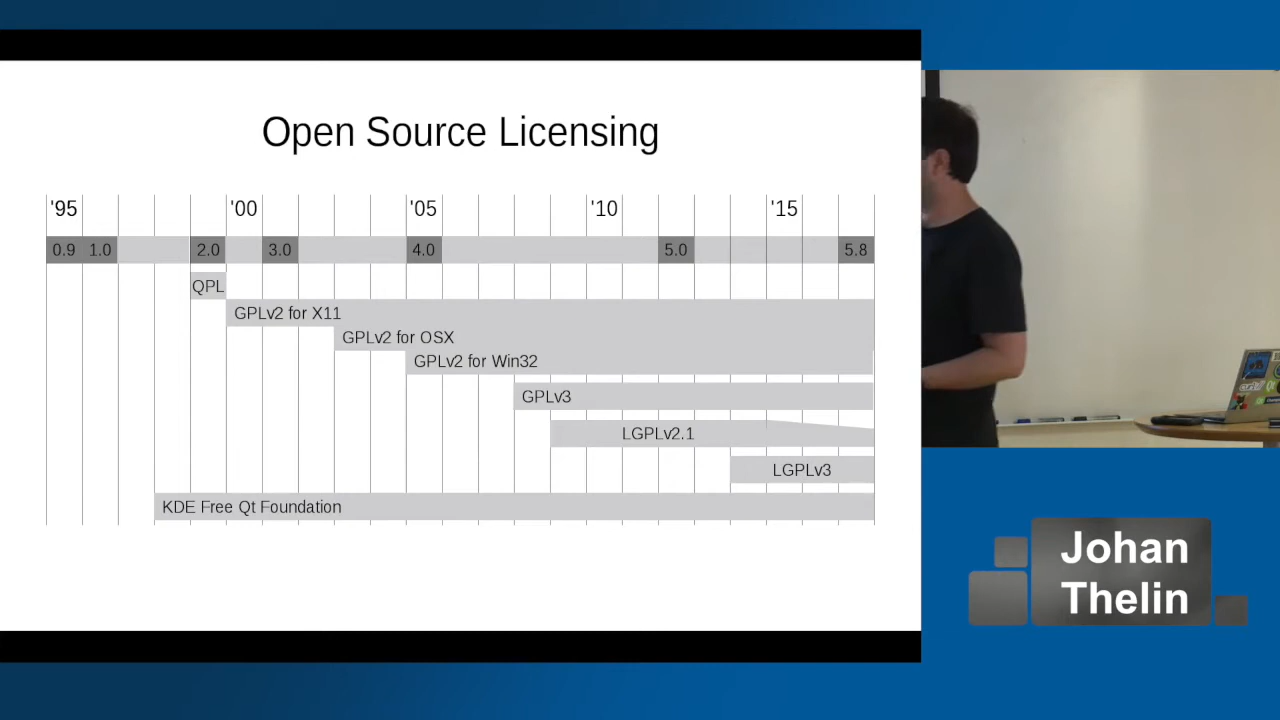 Open Source Licensing
'95 '00 '05 '10 '15
0.9 1.0 2.0 3.0 4.0 5.0 5.8
QPL
GPLv2 for X11
GPLv2 for OSX
GPLv2 for Win32
GPLv3
LGPLv2.1
LGPLv3
KDE Free Qt Foundation
Johan
Thelin